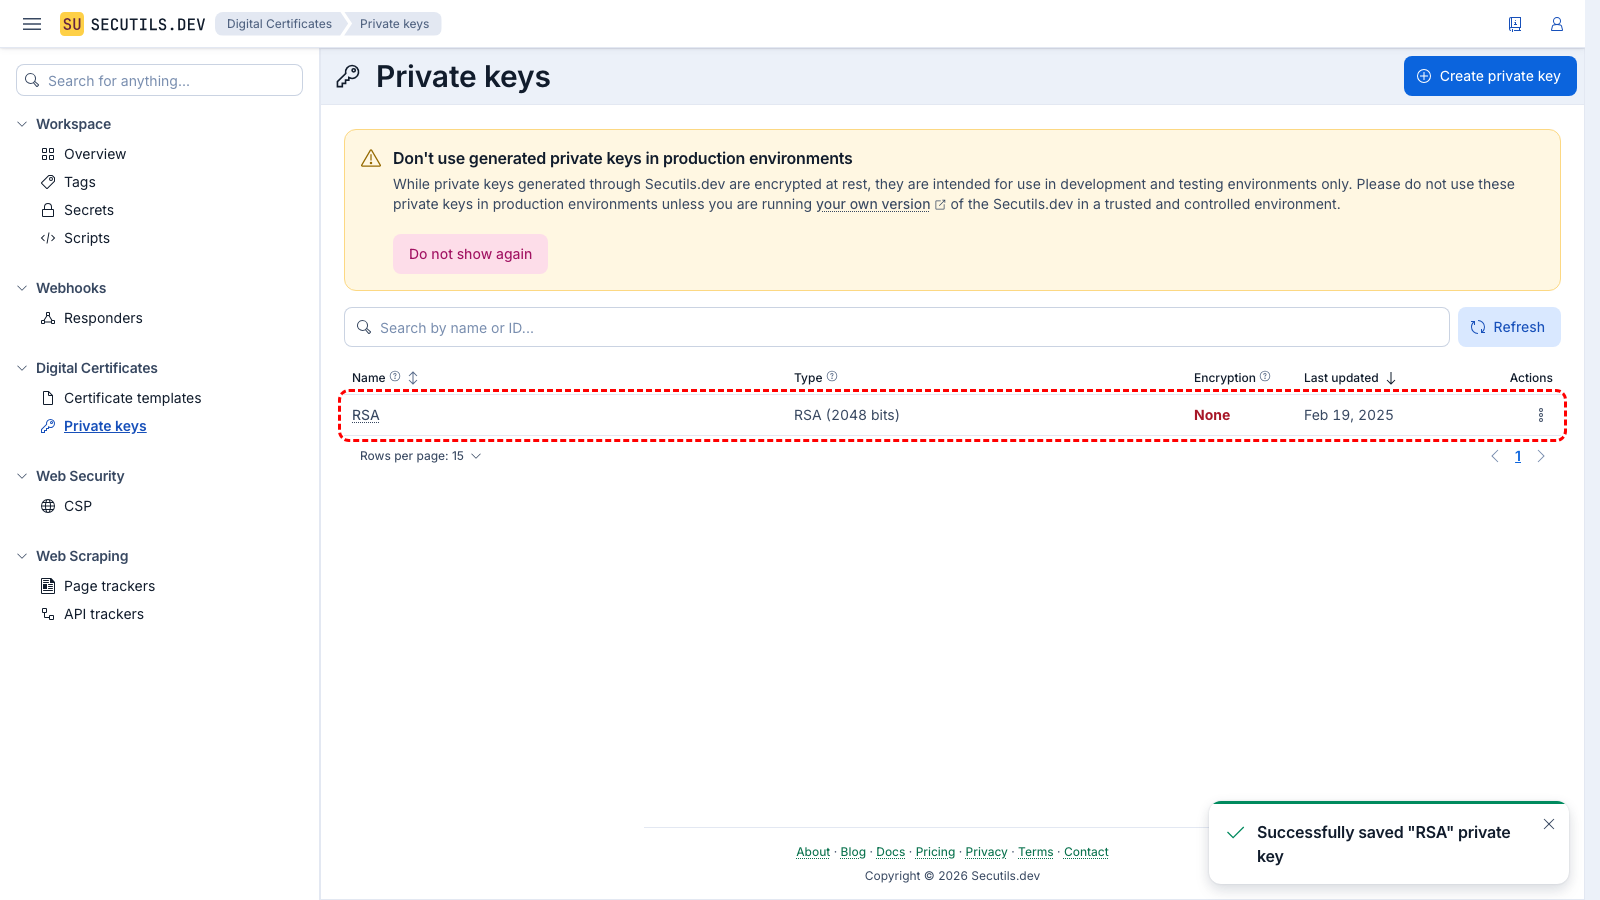 SU SECUTILS.DEV
Digital Certificates
Private keys
Search for anything...
Workspace
Overview
Tags
Secrets
Scripts
Webhooks
Responders
Digital Certificates
Certificate templates
Private keys
Web Security
CSP
Web Scraping
Page trackers
API trackers
Private keys
Create private key
Don't use generated private keys in production environments
While private keys generated through Secutils.dev are encrypted at rest, they are intended for use in development and testing environments only. Please do not use these
private keys in production environments unless you are running your own version of the Secutils.dev in a trusted and controlled environment.
Do not show again
Search by name or ID...
Refresh
Name Type Encryption Last updated Actions
RSA RSA (2048 bits) None Feb 19, 2025
Rows per page: 15
1
About · Blog · Docs · Pricing · Privacy · Terms · Contact
Copyright © 2026 Secutils.dev
Successfully saved "RSA" private
key